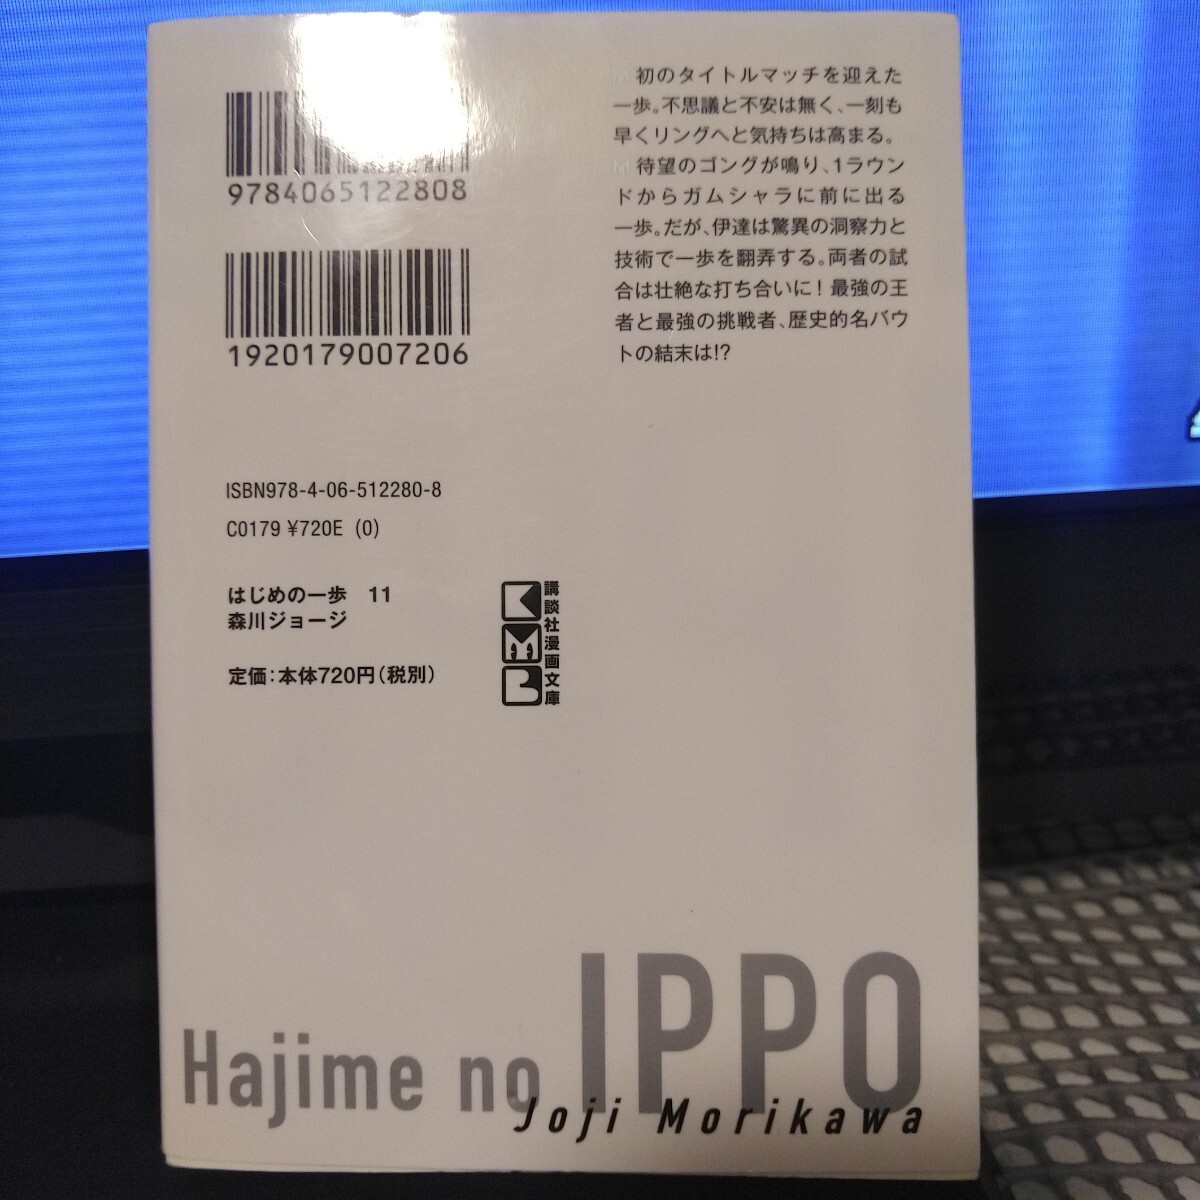 9784065122808
1920179007206
初のタイトルマッチを迎えた
一歩。不思議と不安は無く、一刻も
早くリングへと気持ちは高まる。
待望のゴングが鳴り、1ラウン
ドからガムシャラに前に出る
一歩。だが、伊達は驚異の洞察力と
技術で一歩を翻弄する。両者の試
合は壮絶な打ち合いに！最強の王
者と最強の挑戦者、歴史的名バウ
トの結末は!?
ISBN978-4-06-512280-8
C0179 ¥720E (0)
はじめの一歩 11
森川ジョージ
定価：本体720円（税別）
KMB
講談社漫画文庫
Hajime no IPPO
Joji Morikawa